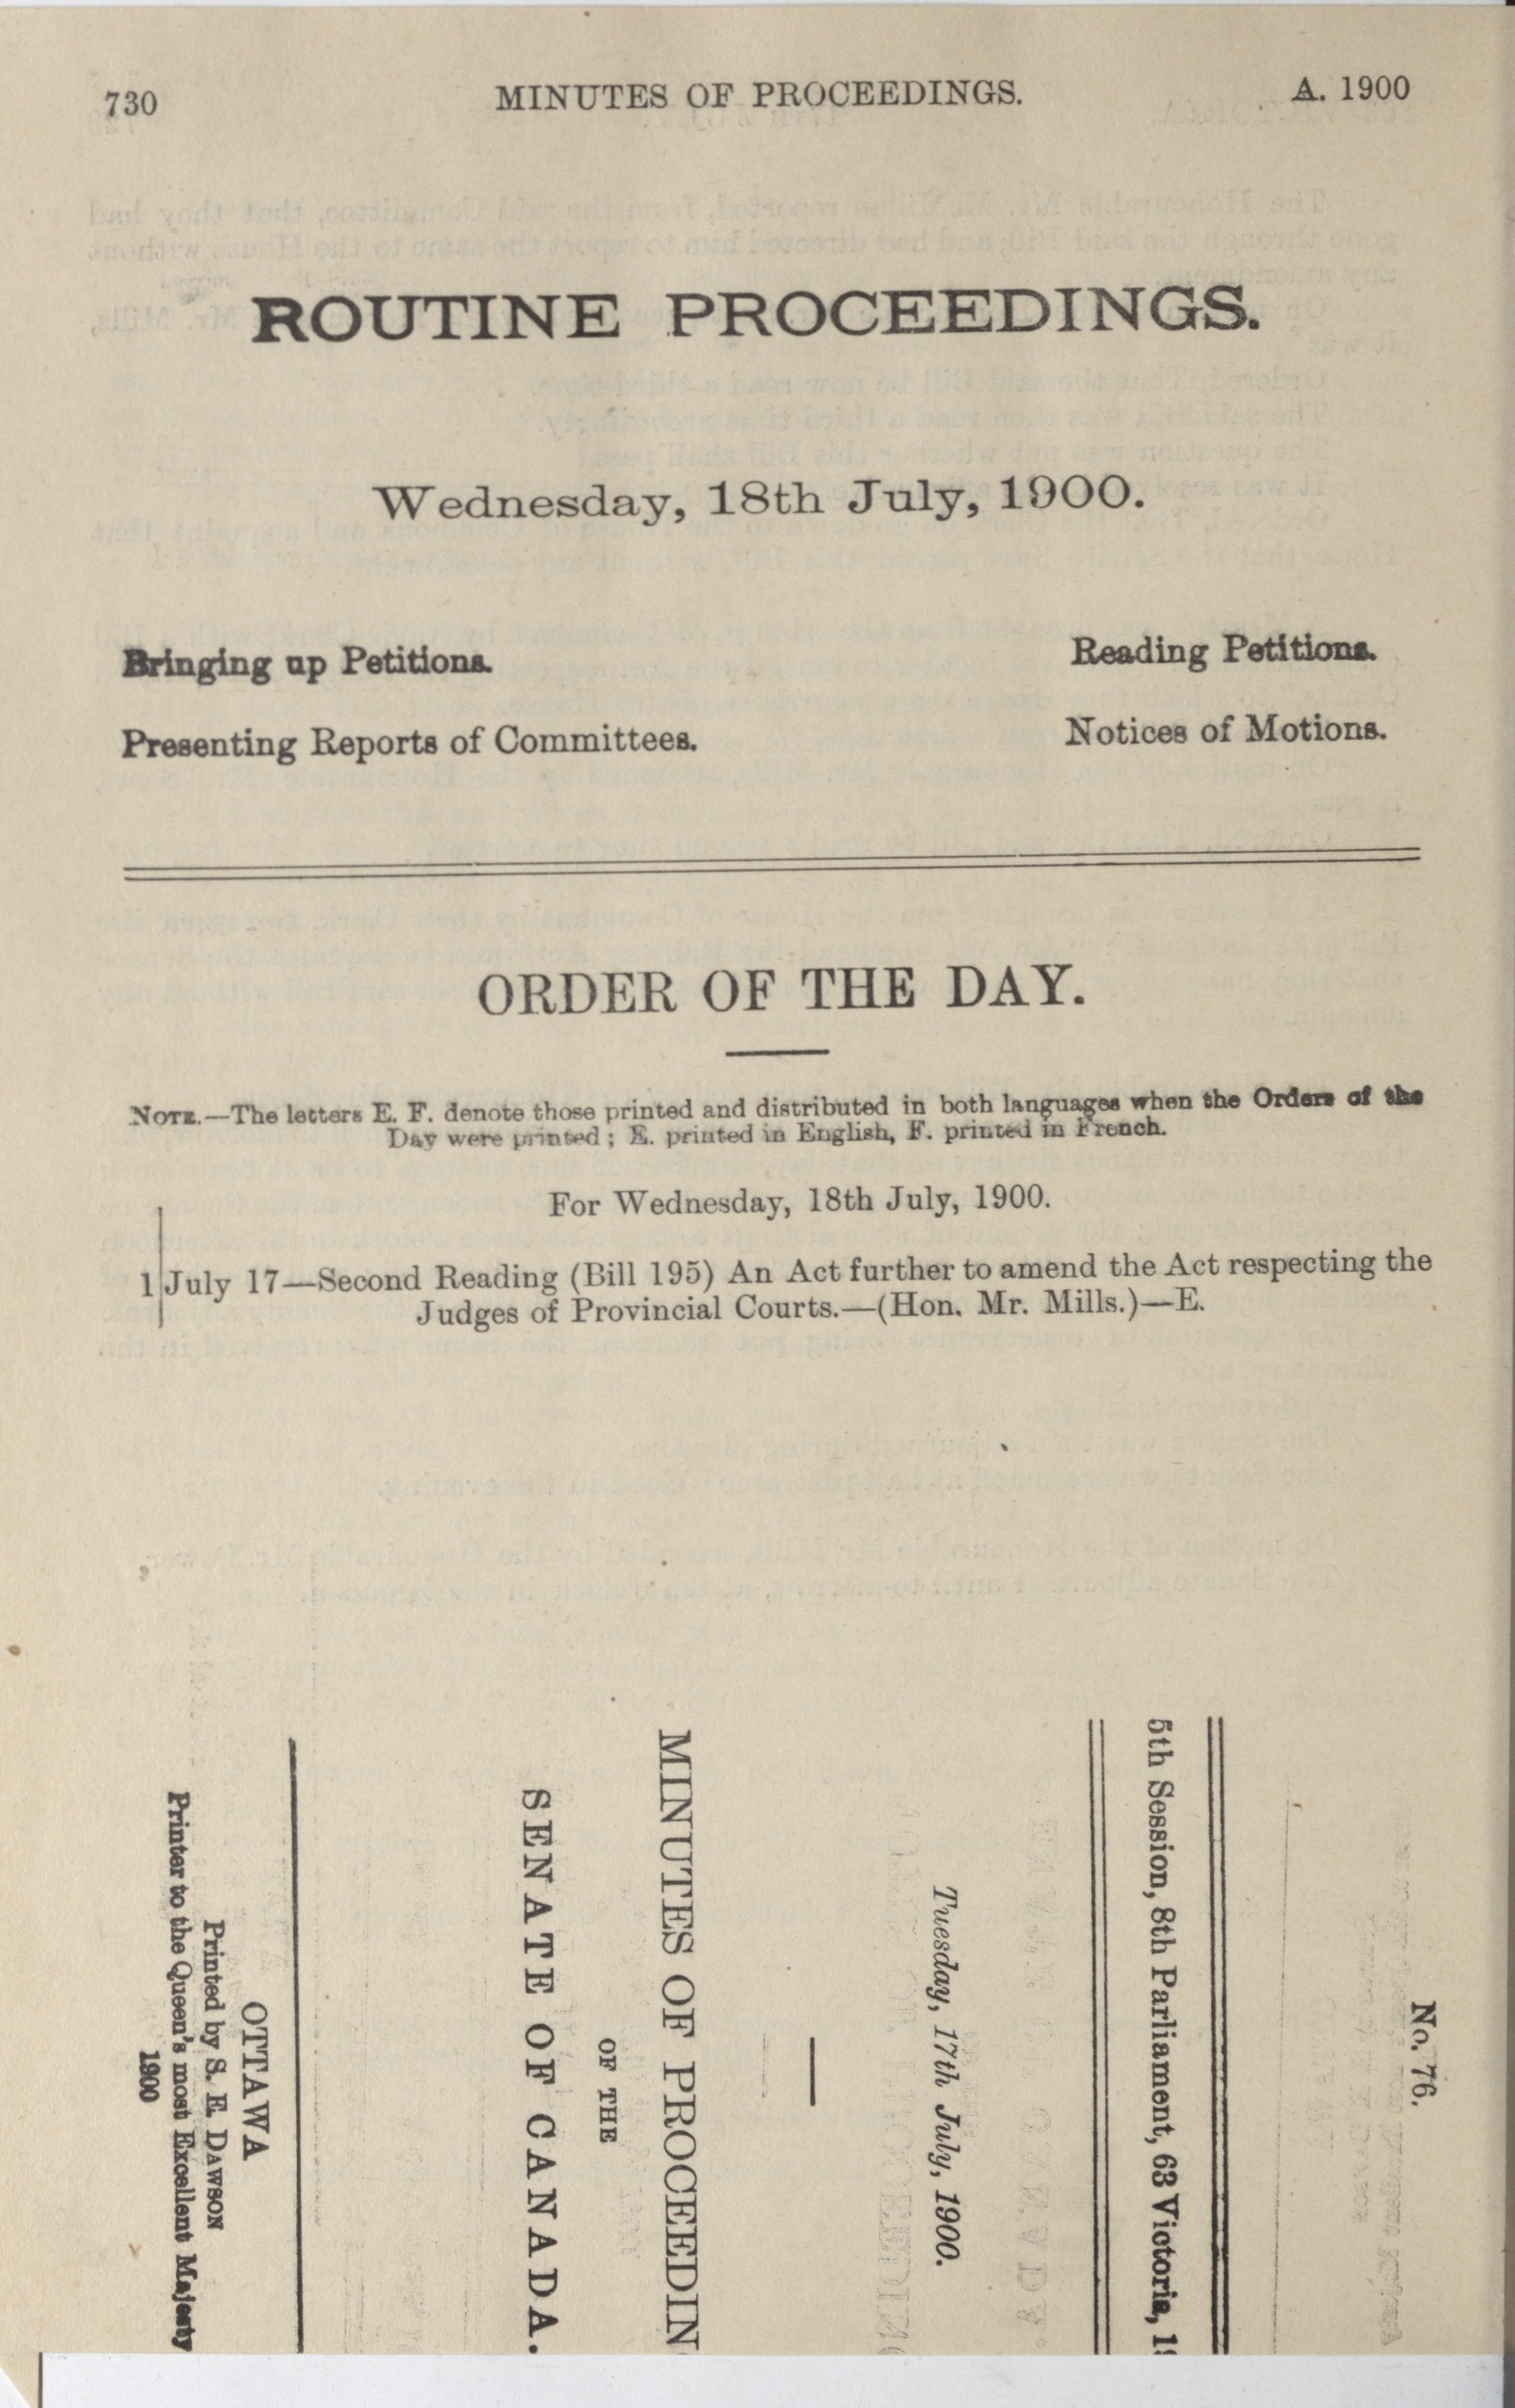 730 MINUTES OF PROCEEDINGS. A. 1900
ROUTINE PROCEEDINGS.
Wednesday, 18th July, 1900.
Bringing up Petitions. Reading Petitions.
Presenting Reports of Committees. Notices of Motions.
ORDER OF THE DAY.
NOTE.—The letters E. F. denote those printed and distributed in both languages when the Orders of the
Day were printed; E. printed in English, F. printed in French.
For Wednesday, 18th July, 1900.
1 July 17—Second Reading (Bill 195) An Act further to amend the Act respecting the
Judges of Provincial Courts.—(Hon. Mr. Mills.)—E.
No. 76.
5th Session, 8th Parliament, 63 Victoria, 1
Tuesday, 17th July, 1900.
MINUTES OF PROCEEDIN
OF THE
SENATE OF CANADA.
OTTAWA
Printed by S. E. DAWSON
Printer to the Queen's most Excellent Majesty
1900